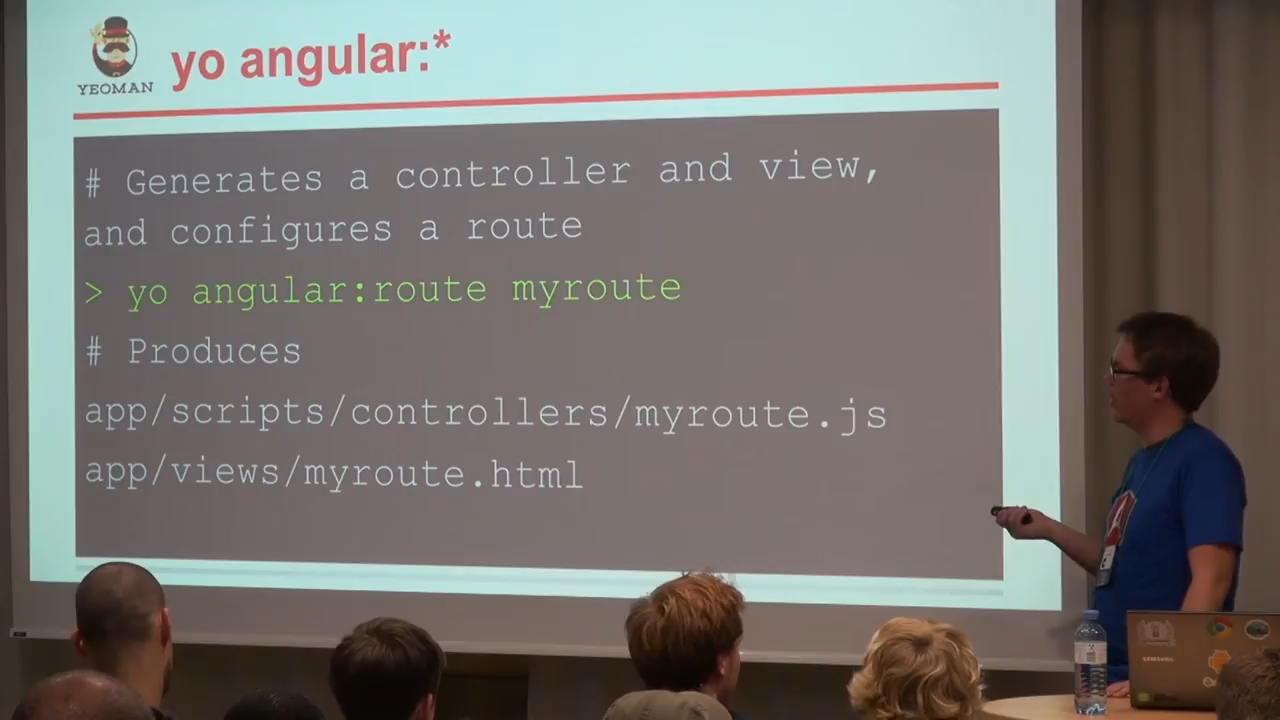 YEOMAN
yo angular:*
# Generates a controller and view,
and configures a route
> yo angular:route myroute
# Produces
app/scripts/controllers/myroute.js
app/views/myroute.html
SAMSUNG